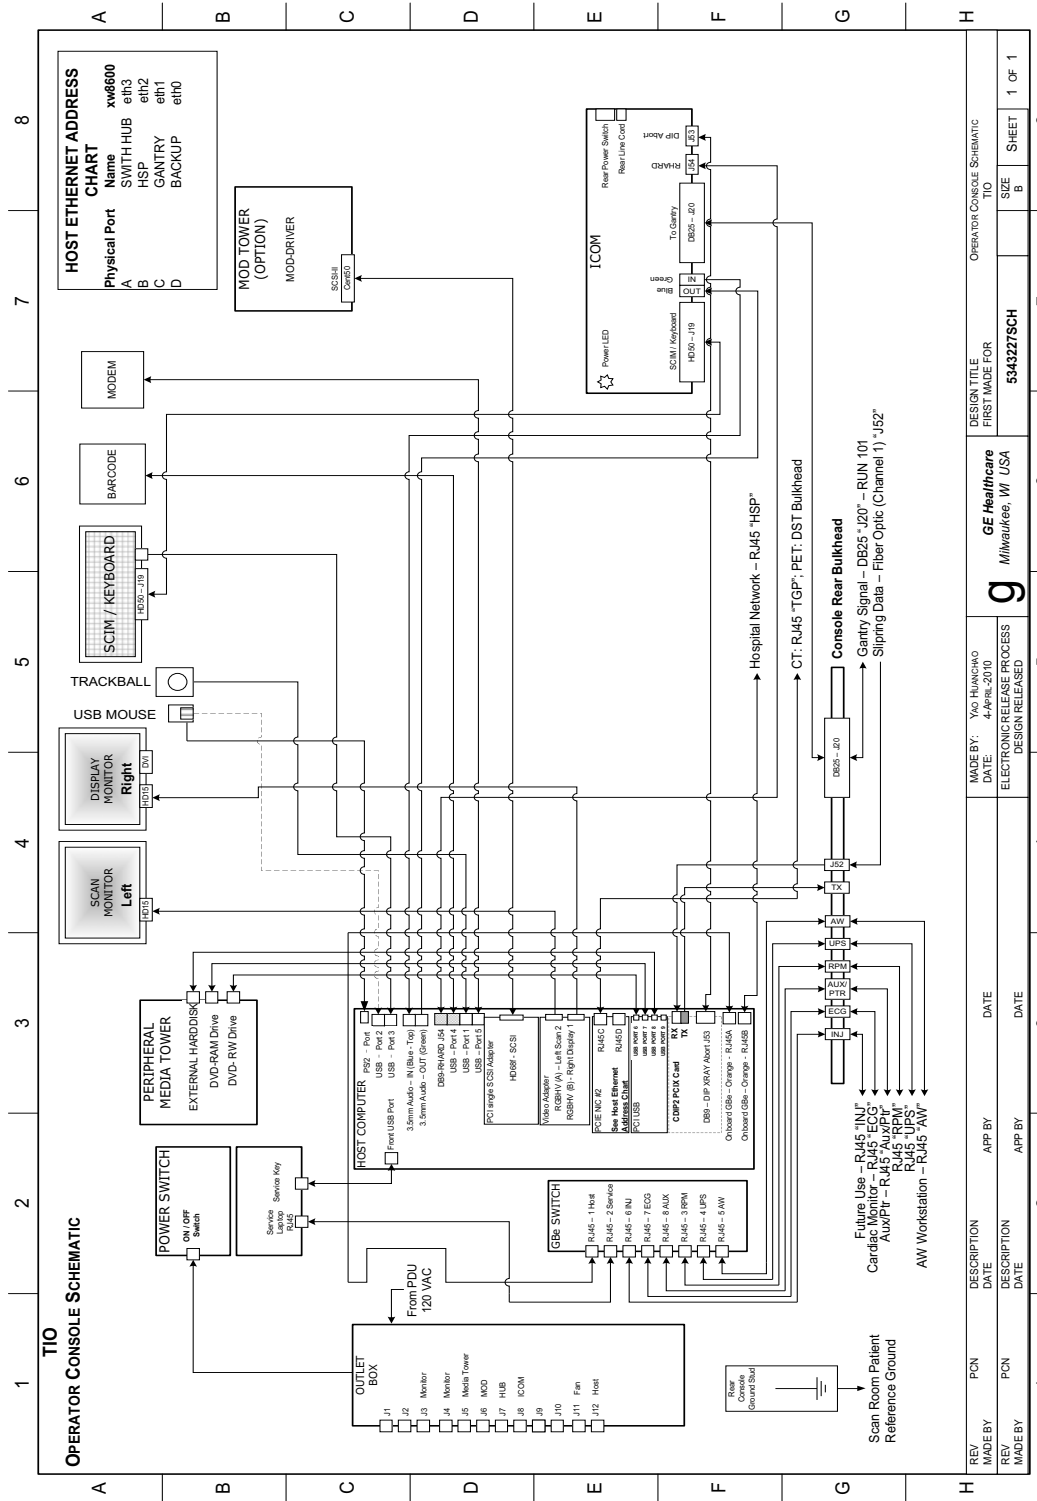 TIO
OPERATOR CONSOLE SCHEMATIC
1 2 3 4 5 6 7 8
A
B
C
D
E
F
G
H
A
B
C
D
E
F
G
H
HOST ETHERNET ADDRESS
CHART
Physical Port Name xw8600
A SWITH HUB eth3
B HSP eth2
C GANTRY eth1
D BACKUP eth0
SCAN
MONITOR
Left
HD15
DISPLAY
MONITOR
Right
HD15
DVI
USB MOUSE
TRACKBALL
SCIM / KEYBOARD
HD50 – J19
BARCODE
MODEM
MOD TOWER
(OPTION)
MOD-DRIVER
SCSI-II
Cent50
PERIPHERAL
MEDIA TOWER
EXTERNAL HARDDISK
DVD-RAM Drive
DVD- RW Drive
POWER SWITCH
ON / OFF
Switch
Service
Laptop
RJ45
Service Key
HOST COMPUTER
Front USB Port
PS2 - Port
USB - Port 2
USB - Port 3
3.5mm Audio – IN (Blue - Top)
3.5mm Audio – OUT (Green)
DB9-RHARD J54
USB – Port 4
USB – Port 1
USB – Port 5
PCI single SCSI Adapter
HD68f - SCSI
Video Adapter
RGBHV (A) – Left Scan 2
RGBHV (B) - Right Display 1
PCIE NIC #2
RJ45C
See Host Ethernet
Address Chart
RJ45D
PCI USB
USB PORT 6
USB PORT 7
USB PORT 8
USB PORT 9
CDIP2 PCIX Card
RX
TX
DB9 – DIP XRAY Abort J53
Onboard GBe – Orange - RJ45A
Onboard GBe – Orange - RJ45B
GBe SWITCH
RJ45 – 1 Host
RJ45 – 2 Service
RJ45 – 6 INJ
RJ45 – 7 ECG
RJ45 – 8 AUX
RJ45 – 3 RPM
RJ45 – 4 UPS
RJ45 – 5 AW
From PDU
120 VAC
OUTLET
BOX
J1
J2
J3 Monitor
J4 Monitor
J5 Media Tower
J6 MOD
J7 HUB
J8 ICOM
J9
J10
J11 Fan
J12 Host
Rear
Console
Ground Stud
Scan Room Patient
Reference Ground
ICOM
Power LED
Rear Power Switch
Rear Line Cord
SCIM / Keyboard
HD50 – J19
Blue
OUT
Green
IN
To Gantry
DB25 – J20
RHARD
J54
DIP Abort
J53
Hospital Network – RJ45 "HSP"
CT: RJ45 "TGP"; PET: DST Bulkhead
Console Rear Bulkhead
Gantry Signal – DB25 "J20" – RUN 101
Slipring Data – Fiber Optic (Channel 1) "J52"
INJ
ECG
AUX/
PTR
RPM
UPS
AW
TX
J52
DB25 – J20
Future Use – RJ45 "INJ"
Cardiac Monitor – RJ45 "ECG"
Aux/Ptr – RJ45 "Aux/Ptr"
RJ45 "RPM"
RJ45 "UPS"
AW Workstation – RJ45 "AW"
REV PCN DESCRIPTION APP BY DATE
MADE BY DATE
REV PCN DESCRIPTION APP BY DATE
MADE BY DATE
MADE BY: YAO HUANCHAO
DATE: 4-APRIL-2010
ELECTRONIC RELEASE PROCESS
DESIGN RELEASED
g
GE Healthcare
Milwaukee, WI USA
DESIGN TITLE OPERATOR CONSOLE SCHEMATIC
FIRST MADE FOR TIO
5343227SCH
SIZE
B
SHEET 1 OF 1